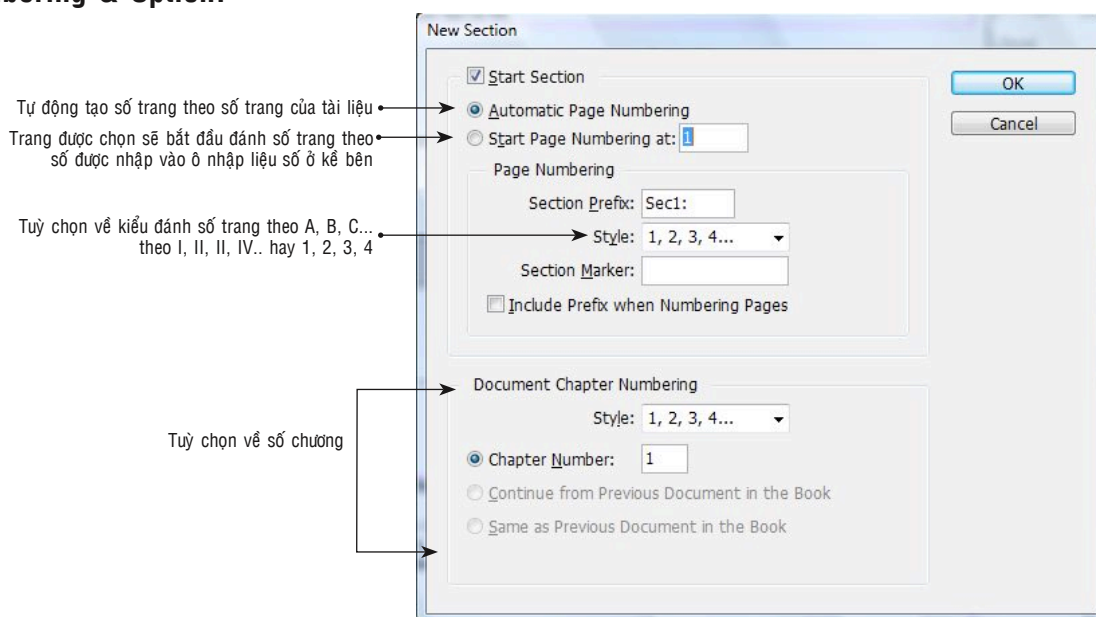 bering & Option:
New Section
Start Section
OK
Tự động tạo số trang theo số trang của tài liệu
Automatic Page Numbering
Cancel
Trang được chọn sẽ bắt đầu đánh số trang theo
số được nhập vào ô nhập liệu số ở kề bên
Start Page Numbering at: 1
Page Numbering
Section Prefix: Sec1:
Tuỳ chọn về kiểu đánh số trang theo A, B, C...
theo I, II, II, IV.. hay 1, 2, 3, 4
Style: 1, 2, 3, 4...
Section Marker:
Include Prefix when Numbering Pages
Document Chapter Numbering
Style: 1, 2, 3, 4...
Tuỳ chọn về số chương
Chapter Number: 1
Continue from Previous Document in the Book
Same as Previous Document in the Book